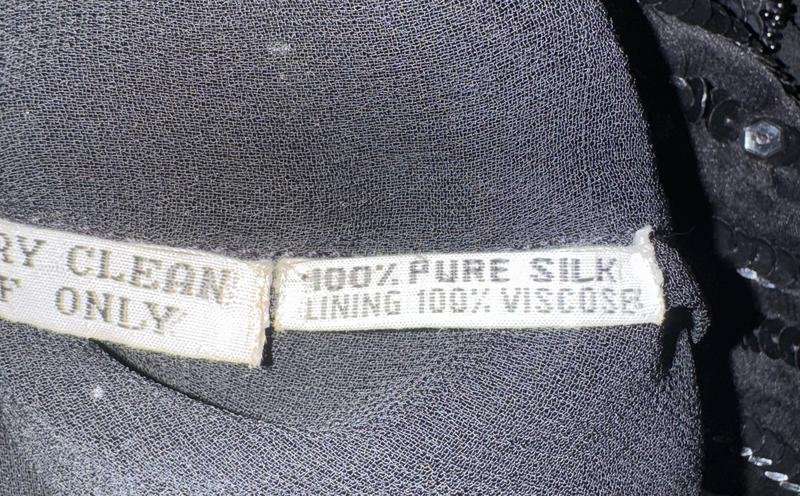 RY CLEAN
F ONLY
100% PURE SILK
LINING 100% VISCOSE